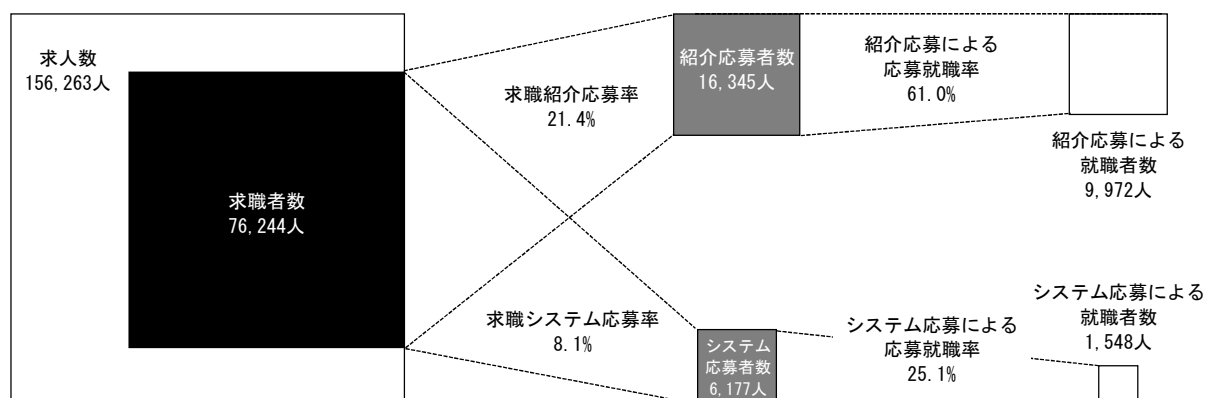 求人数
156,263人
求職者数
76,244人
求職紹介応募率
21.4%
紹介応募者数
16,345人
紹介応募による
応募就職率
61.0%
紹介応募による
就職者数
9,972人
求職システム応募率
8.1%
システム
応募者数
6,177人
システム応募による
応募就職率
25.1%
システム応募による
就職者数
1,548人